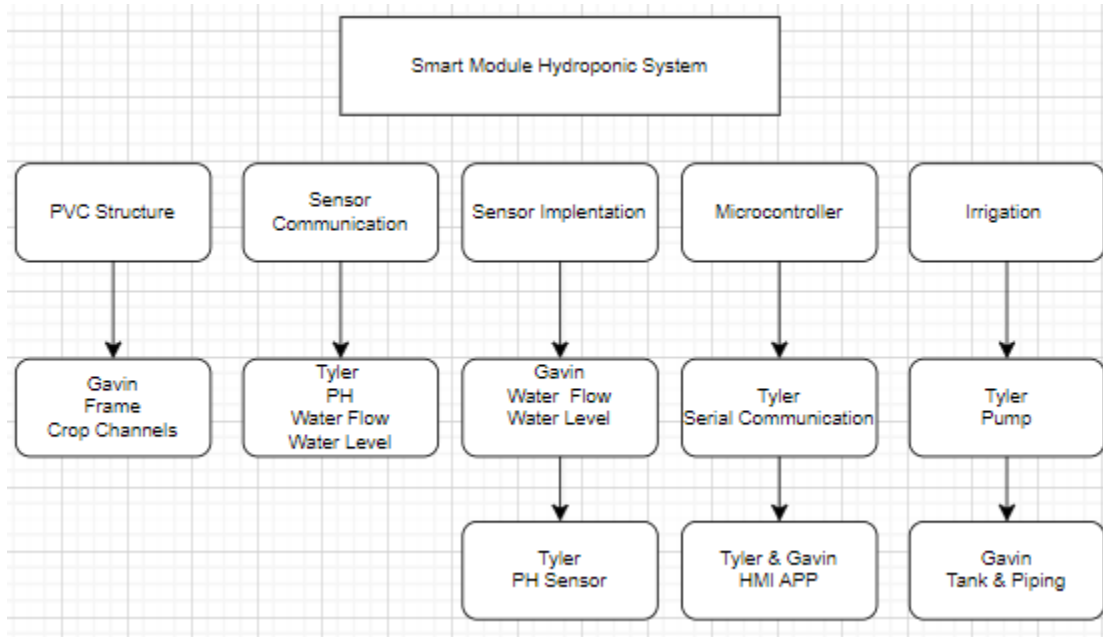 Smart Module Hydroponic System
PVC Structure
Sensor
Communication
Sensor Implentation
Microcontroller
Irrigation
Gavin
Frame
Crop Channels
Tyler
PH
Water Flow
Water Level
Gavin
Water Flow
Water Level
Tyler
Serial Communication
Tyler
Pump
Tyler
PH Sensor
Tyler & Gavin
HMI APP
Gavin
Tank & Piping